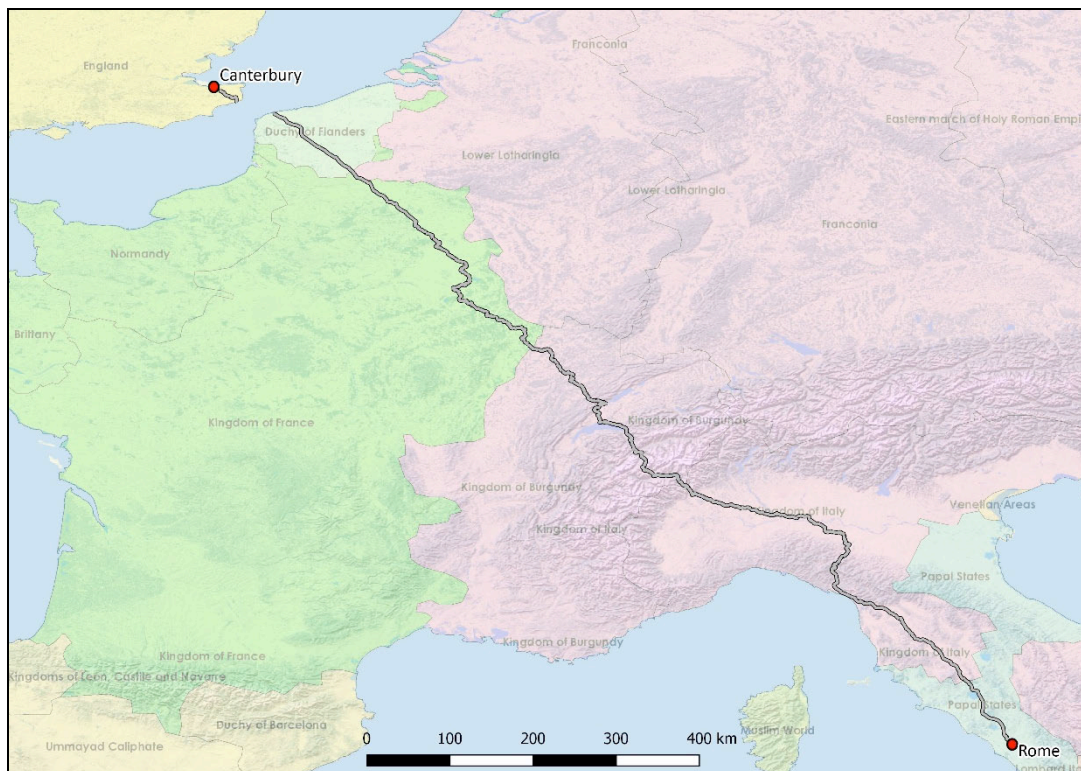 Franconia
England
Canterbury
Eastern march of Holy Roman Empi
Duchy of Flanders
Lower Lotharingia
Lower Lotharingia
Franconia
Normandy
Brittany
Kingdom of France
Kingdom of Burgundy
Kingdom of Burgundy
Kingdom of Italy
Kingdom of Italy
Venetian Areas
Papal States
Kingdom of Burgundy
Kingdom of France
Kingdom of Italy
Kingdoms of Leon, Castile and Navarre
Papal States
Duchy of Barcelona
Muslim World
Ummayad Caliphate
0 100 200 300 400 km
Rome
Lombard Ita